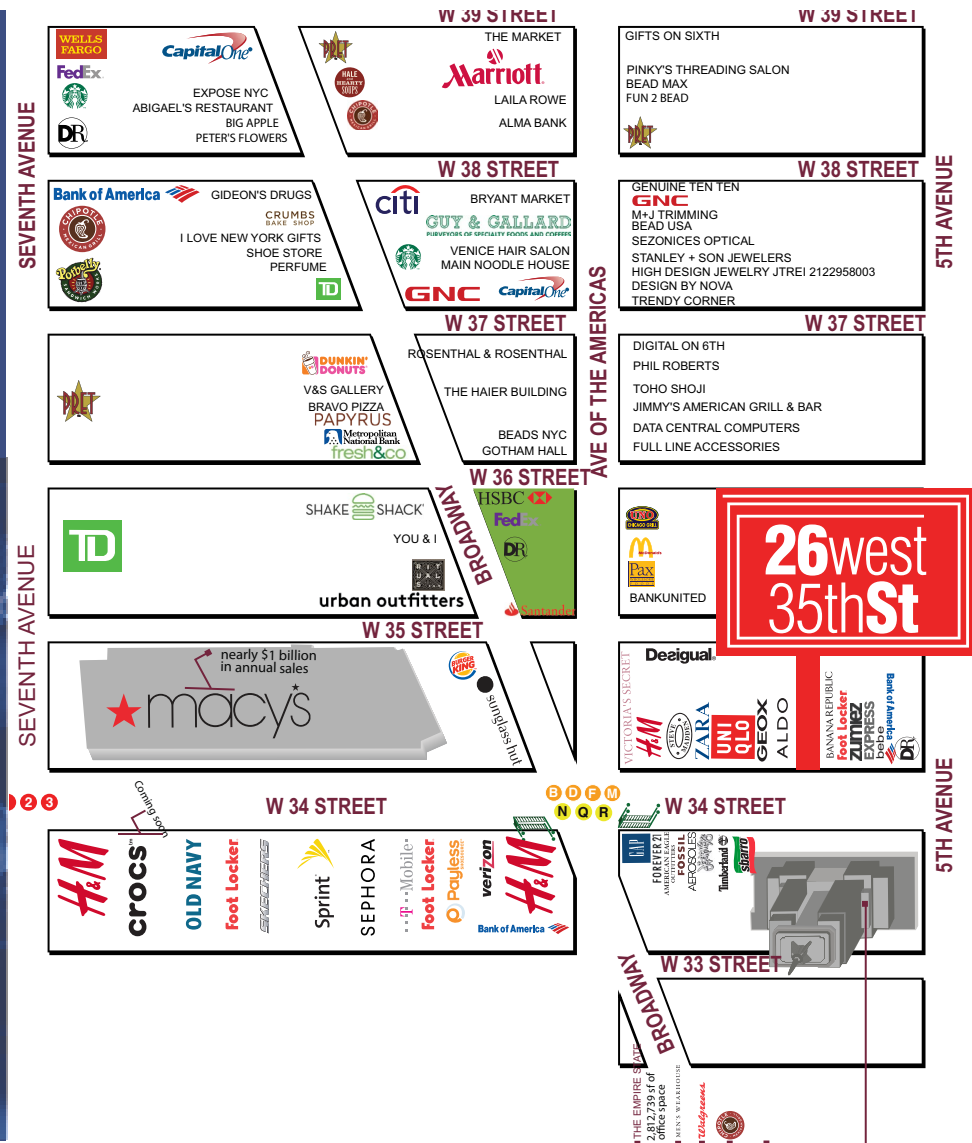 W 39 STREET
W 39 STREET
WELLS
FARGO
Capital One
FedEx
EXPOSE NYC
ABIGAEL'S RESTAURANT
BIG APPLE
PETER'S FLOWERS
DR
PRET
THE MARKET
HALE
AND
HEARTY
SOUPS
Marriott
CHIPOTLE
LAILA ROWE
ALMA BANK
GIFTS ON SIXTH
PINKY'S THREADING SALON
BEAD MAX
FUN 2 BEAD
PRET
SEVENTH AVENUE
5TH AVENUE
W 38 STREET
W 38 STREET
Bank of America
GIDEON'S DRUGS
CHIPOTLE
MEXICAN GRILL
CRUMBS
BAKE SHOP
I LOVE NEW YORK GIFTS
SHOE STORE
PERFUME
Potbelly
SANDWICH WORKS
TD
citi
BRYANT MARKET
GUY & GALLARD
PURVEYORS OF SPECIALTY FOODS AND COFFEES
VENICE HAIR SALON
MAIN NOODLE HOUSE
GNC
Capital One
GENUINE TEN TEN
GNC
M+J TRIMMING
BEAD USA
SEZONICES OPTICAL
STANLEY + SON JEWELERS
HIGH DESIGN JEWELRY JTREI 2122958003
DESIGN BY NOVA
TRENDY CORNER
AVE OF THE AMERICAS
W 37 STREET
W 37 STREET
PRET
DUNKIN'
DONUTS
V&S GALLERY
BRAVO PIZZA
PAPYRUS
Metropolitan
National Bank
fresh&co
ROSENTHAL & ROSENTHAL
THE HAIER BUILDING
BEADS NYC
GOTHAM HALL
DIGITAL ON 6TH
PHIL ROBERTS
TOHO SHOJI
JIMMY'S AMERICAN GRILL & BAR
DATA CENTRAL COMPUTERS
FULL LINE ACCESSORIES
W 36 STREET
TD
SHAKE SHACK
YOU & I
RITUALS
urban outfitters
BROADWAY
HSBC
FedEx
DR
Santander
UNO
CHICAGO GRILL
McDonald's
Pax
BANKUNITED
26west
35thSt
SEVENTH AVENUE
W 35 STREET
nearly $1 billion
in annual sales
macy's
BURGER
KING
sunglass hut
Desigual.
VICTORIA'S SECRET
H&M
STEVE
MADDEN
ZARA
UNI
QLO
GEOX
ALDO
BANANA REPUBLIC
Foot Locker
zumiez
EXPRESS
bebe
Bank of America
DR
5TH AVENUE
2 3
W 34 STREET
B D F M
N Q R
W 34 STREET
Coming soon
H&M
crocs™
OLD NAVY
Foot Locker
SKECHERS
Sprint
SEPHORA
T-Mobile
Foot Locker
Payless
verizon
H&M
Bank of America
GAP
FOREVER 21
AMERICAN EAGLE
OUTFITTERS
FOSSIL
AEROSOLES
Timberland
sbarro
W 33 STREET
BROADWAY
THE EMPIRE STATE
2,812,739 sf of
office space
MEN'S WEARHOUSE
Walgreens
CHIPOTLE